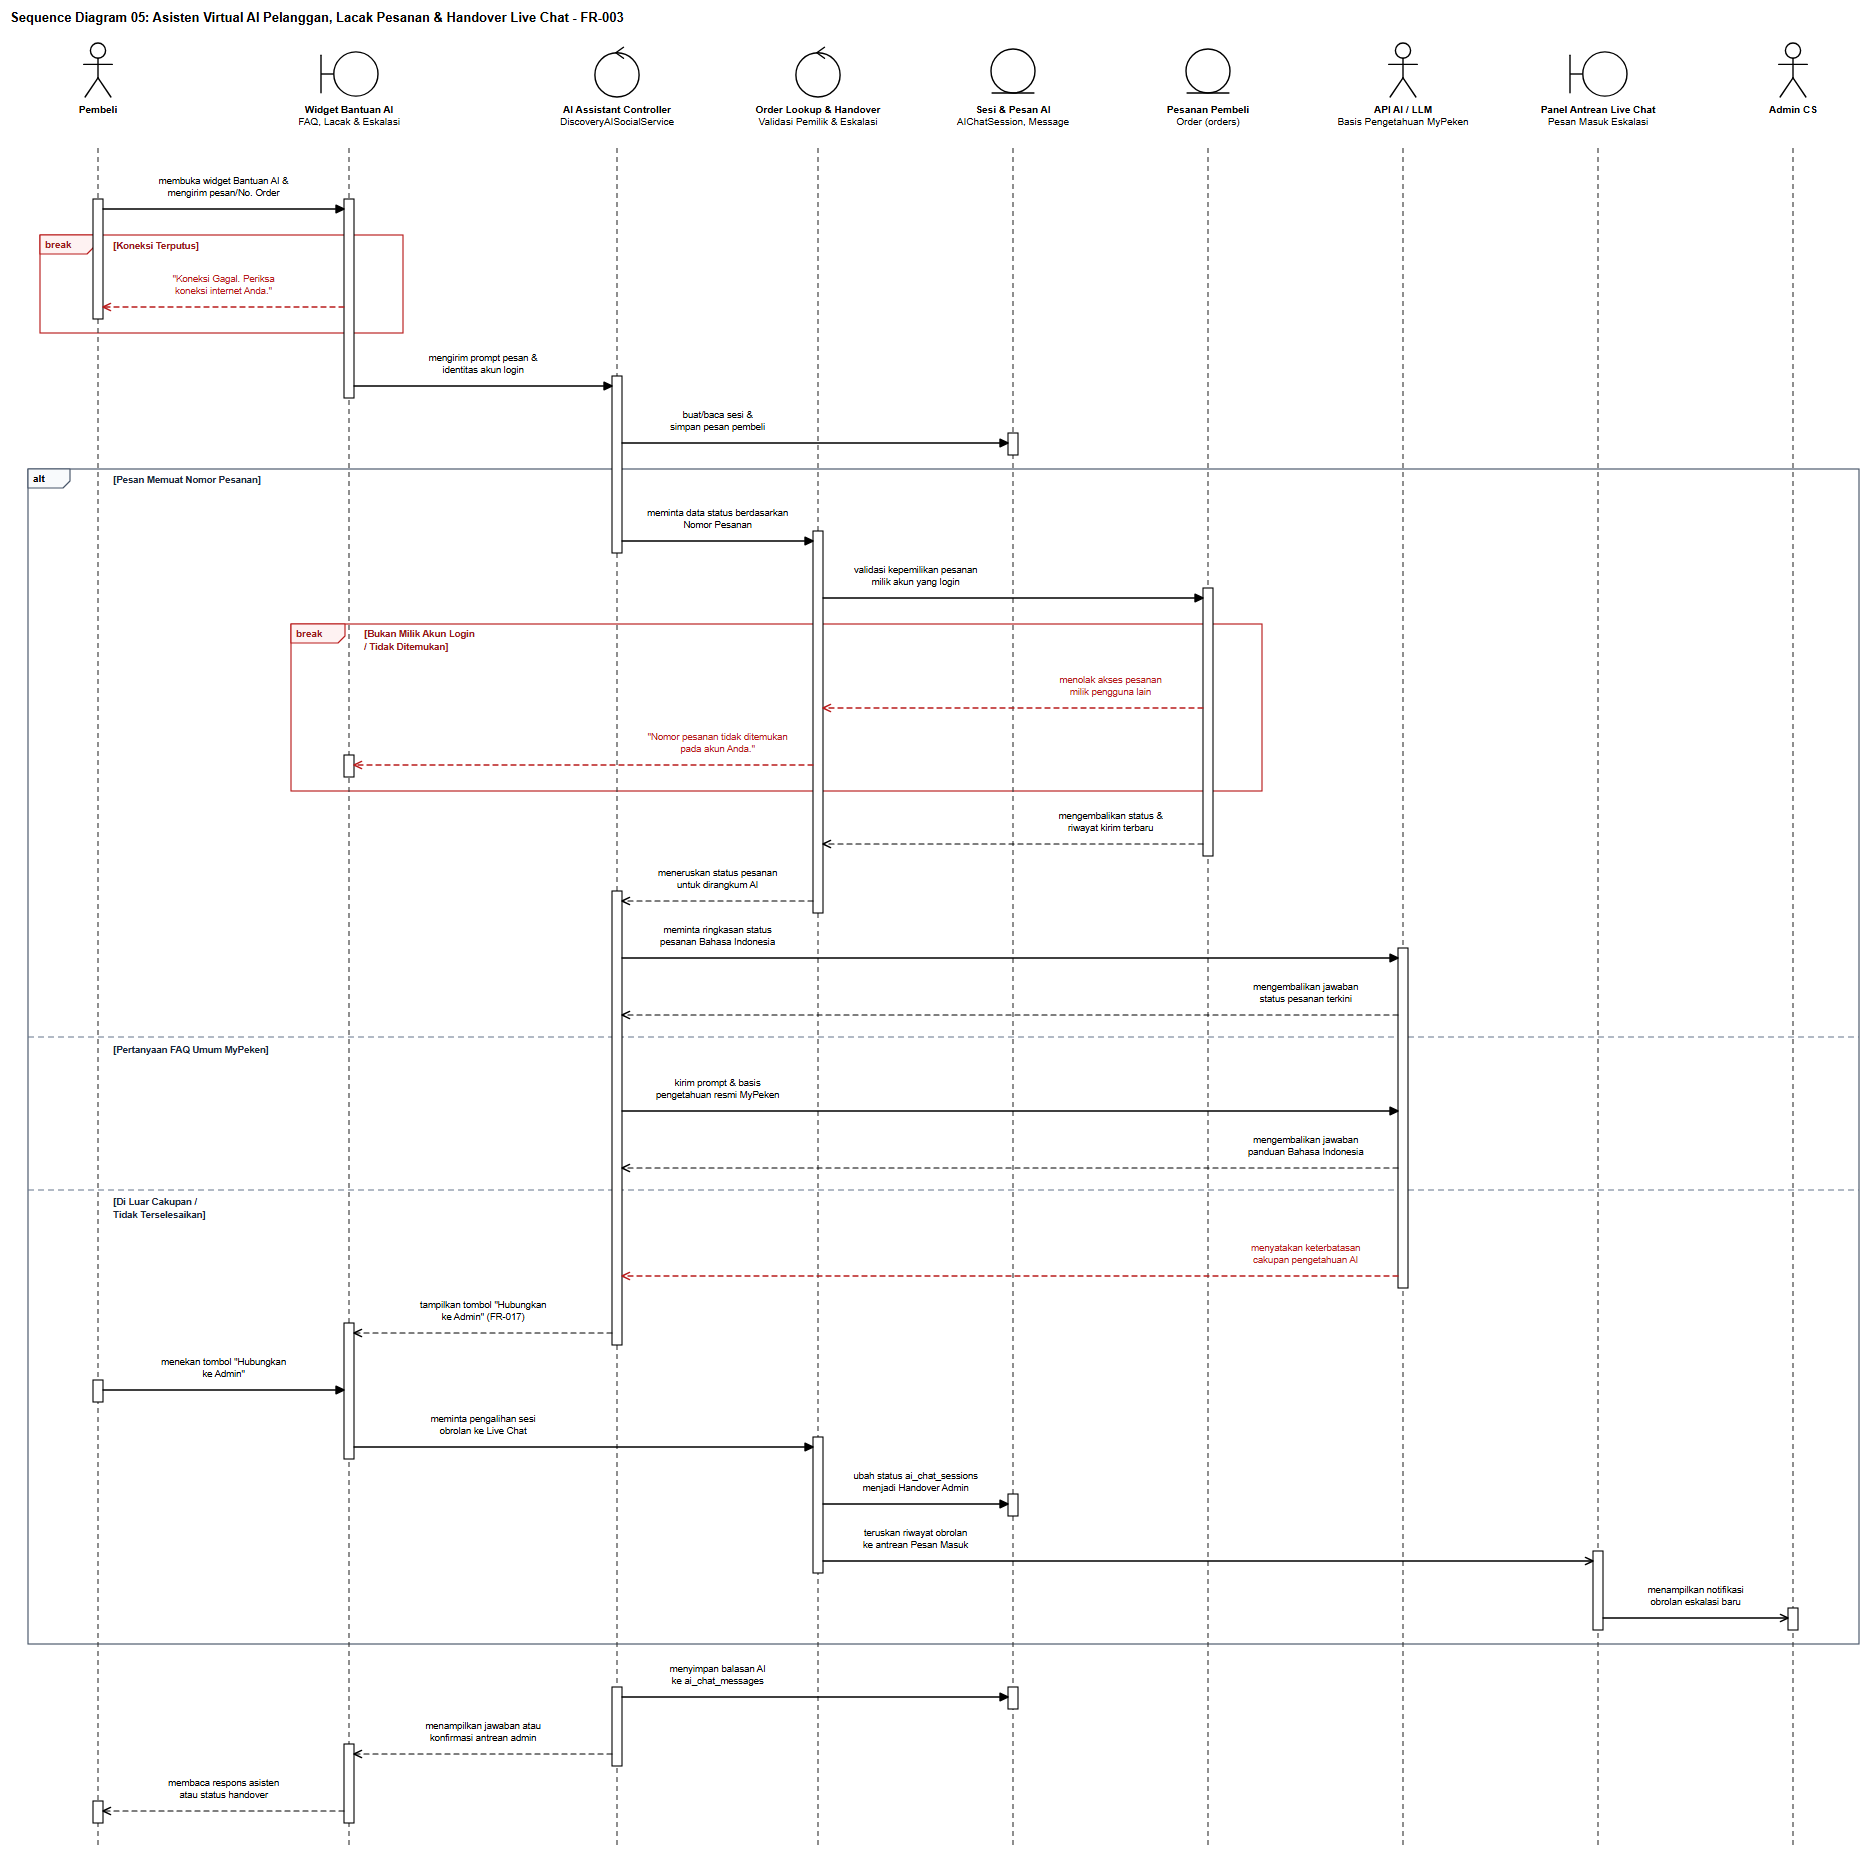 Sequence Diagram 05: Asisten Virtual AI Pelanggan, Lacak Pesanan & Handover Live Chat - FR-003
Pembeli
Widget Bantuan AI
FAQ, Lacak & Eskalasi
AI Assistant Controller
DiscoveryAISocialService
Order Lookup & Handover
Validasi Pemilik & Eskalasi
Sesi & Pesan AI
AIChatSession, Message
Pesanan Pembeli
Order (orders)
API AI / LLM
Basis Pengetahuan MyPeken
Panel Antrean Live Chat
Pesan Masuk Eskalasi
Admin CS
membuka widget Bantuan AI &
mengirim pesan/No. Order
break
[Koneksi Terputus]
"Koneksi Gagal. Periksa
koneksi internet Anda."
mengirim prompt pesan &
identitas akun login
buat/baca sesi &
simpan pesan pembeli
alt
[Pesan Memuat Nomor Pesanan]
meminta data status berdasarkan
Nomor Pesanan
validasi kepemilikan pesanan
milik akun yang login
break
[Bukan Milik Akun Login
/ Tidak Ditemukan]
menolak akses pesanan
milik pengguna lain
"Nomor pesanan tidak ditemukan
pada akun Anda."
mengembalikan status &
riwayat kirim terbaru
meneruskan status pesanan
untuk dirangkum AI
meminta ringkasan status
pesanan Bahasa Indonesia
mengembalikan jawaban
status pesanan terkini
[Pertanyaan FAQ Umum MyPeken]
kirim prompt & basis
pengetahuan resmi MyPeken
mengembalikan jawaban
panduan Bahasa Indonesia
[Di Luar Cakupan /
Tidak Terselesaikan]
menyatakan keterbatasan
cakupan pengetahuan AI
tampilkan tombol "Hubungkan
ke Admin" (FR-017)
menekan tombol "Hubungkan
ke Admin"
meminta pengalihan sesi
obrolan ke Live Chat
ubah status ai_chat_sessions
menjadi Handover Admin
teruskan riwayat obrolan
ke antrean Pesan Masuk
menampilkan notifikasi
obrolan eskalasi baru
menyimpan balasan AI
ke ai_chat_messages
menampilkan jawaban atau
konfirmasi antrean admin
membaca respons asisten
atau status handover